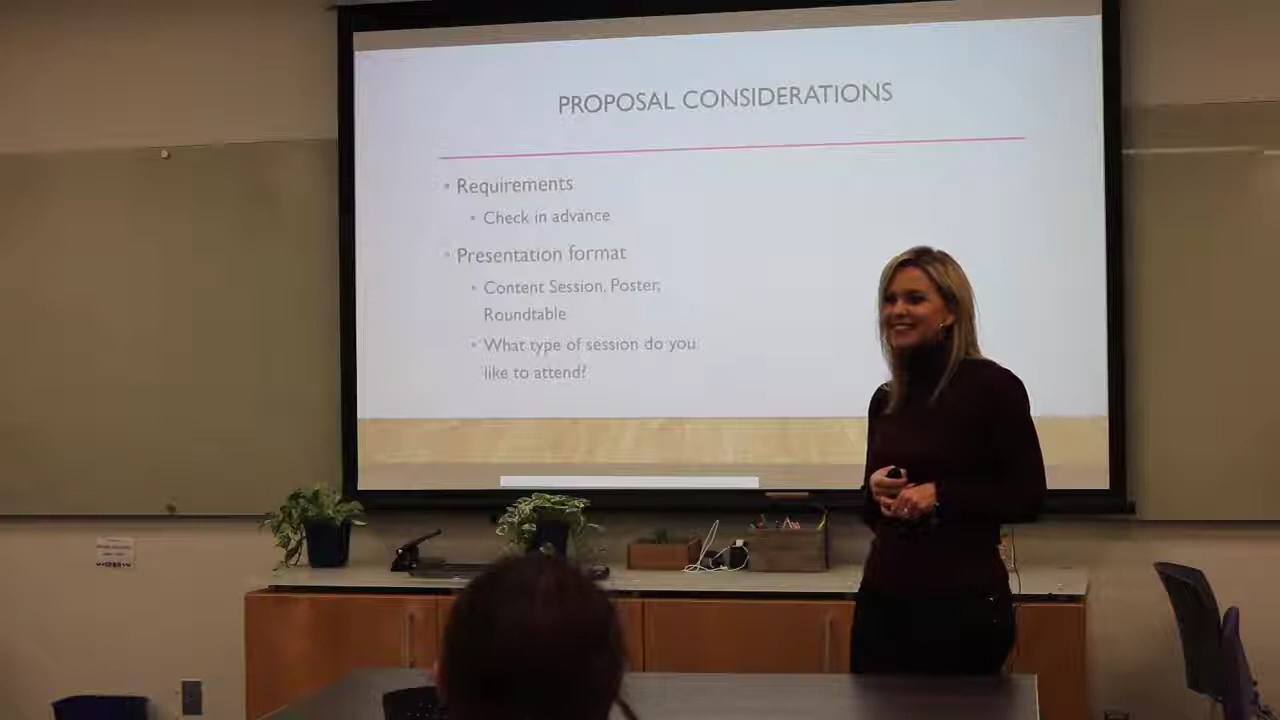 PROPOSAL CONSIDERATIONS
• Requirements
• Check in advance
• Presentation format
• Content Session, Poster,
Roundtable
• What type of session do you
like to attend?